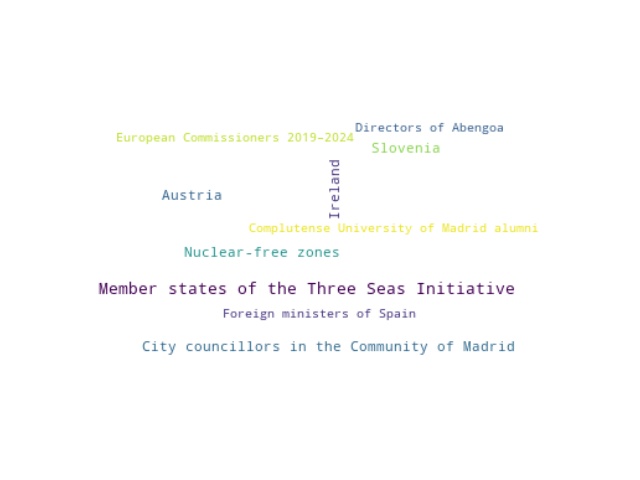 Directors of Abengoa
European Commissioners 2019–2024
Slovenia
Ireland
Austria
Complutense University of Madrid alumni
Nuclear-free zones
Member states of the Three Seas Initiative
Foreign ministers of Spain
City councillors in the Community of Madrid